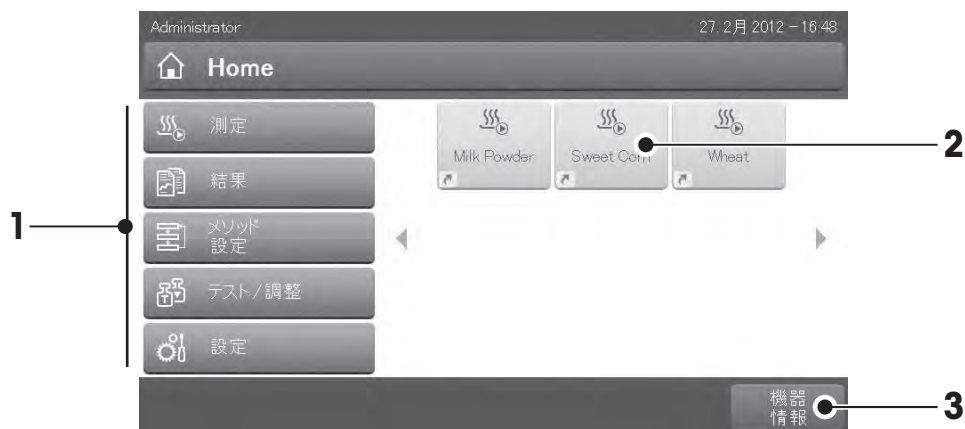 Administrator
27. 2月 2012 - 16:48
Home
測定
結果
メソッド
設定
テスト/調整
設定
Milk Powder
Sweet Corn
Wheat
機器
情報
1
2
3